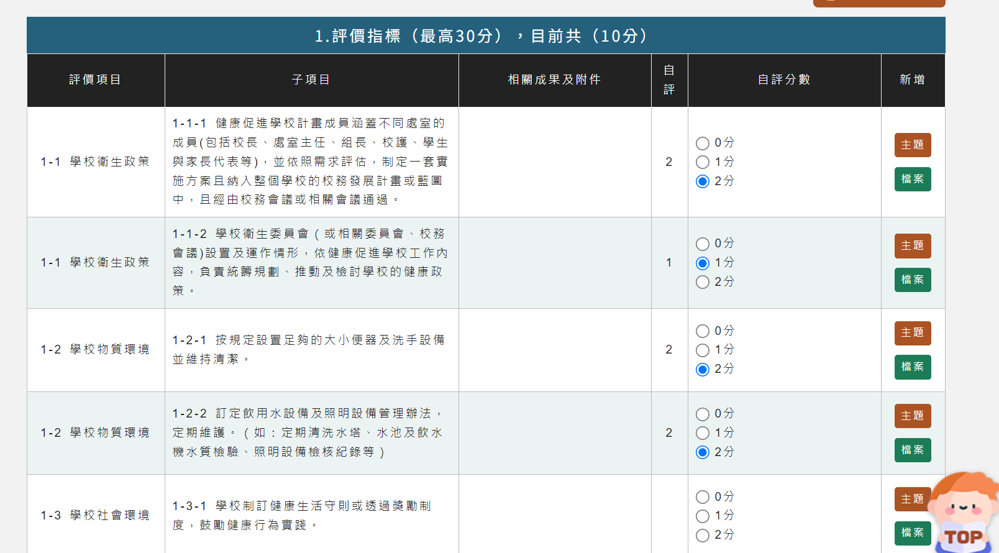 1.評價指標（最高30分），目前共（10分）
評價項目
子項目
相關成果及附件
自
評
自評分數
新增
1-1 學校衛生政策
1-1-1 健康促進學校計畫成員涵蓋不同處室的
成員(包括校長、處室主任、組長、校護、學生
與家長代表等)，並依照需求評估，制定一套實
施方案且納入整個學校的校務發展計畫或藍圖
中，且經由校務會議或相關會議通過。
2
0分
1分
2分
主題
檔案
1-1 學校衛生政策
1-1-2 學校衛生委員會（或相關委員會、校務
會議)設置及運作情形，依健康促進學校工作內
容，負責統籌規劃、推動及檢討學校的健康政
策。
1
0分
1分
2分
主題
檔案
1-2 學校物質環境
1-2-1 按規定設置足夠的大小便器及洗手設備
並維持清潔。
2
0分
1分
2分
主題
檔案
1-2 學校物質環境
1-2-2 訂定飲用水設備及照明設備管理辦法，
定期維護。（如：定期清洗水塔、水池及飲水
機水質檢驗、照明設備檢核紀錄等）
2
0分
1分
2分
主題
檔案
1-3 學校社會環境
1-3-1 學校制訂健康生活守則或透過獎勵制
度，鼓勵健康行為實踐。
0分
1分
2分
主題
檔案
TOP